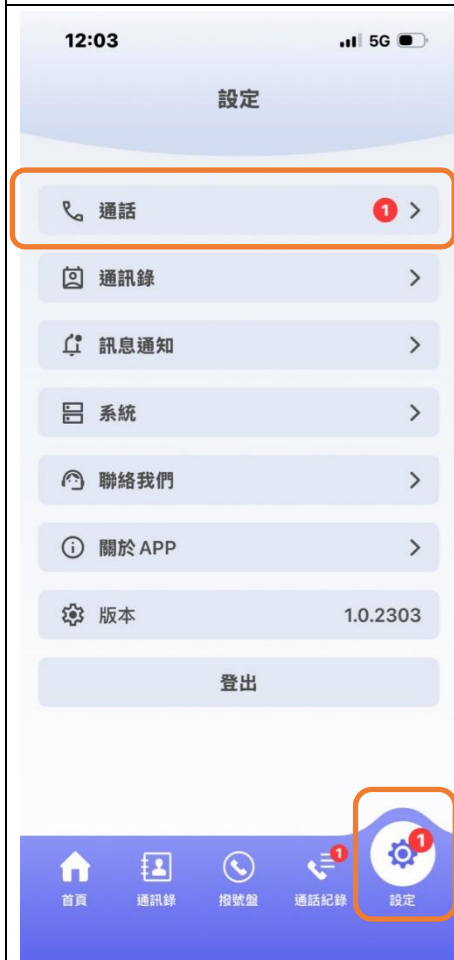 12:03 5G
設定
通話 1
通訊錄
訊息通知
系統
聯絡我們
關於 APP
版本 1.0.2303
登出
1 1
首頁 通訊錄 撥號盤 通話紀錄 設定